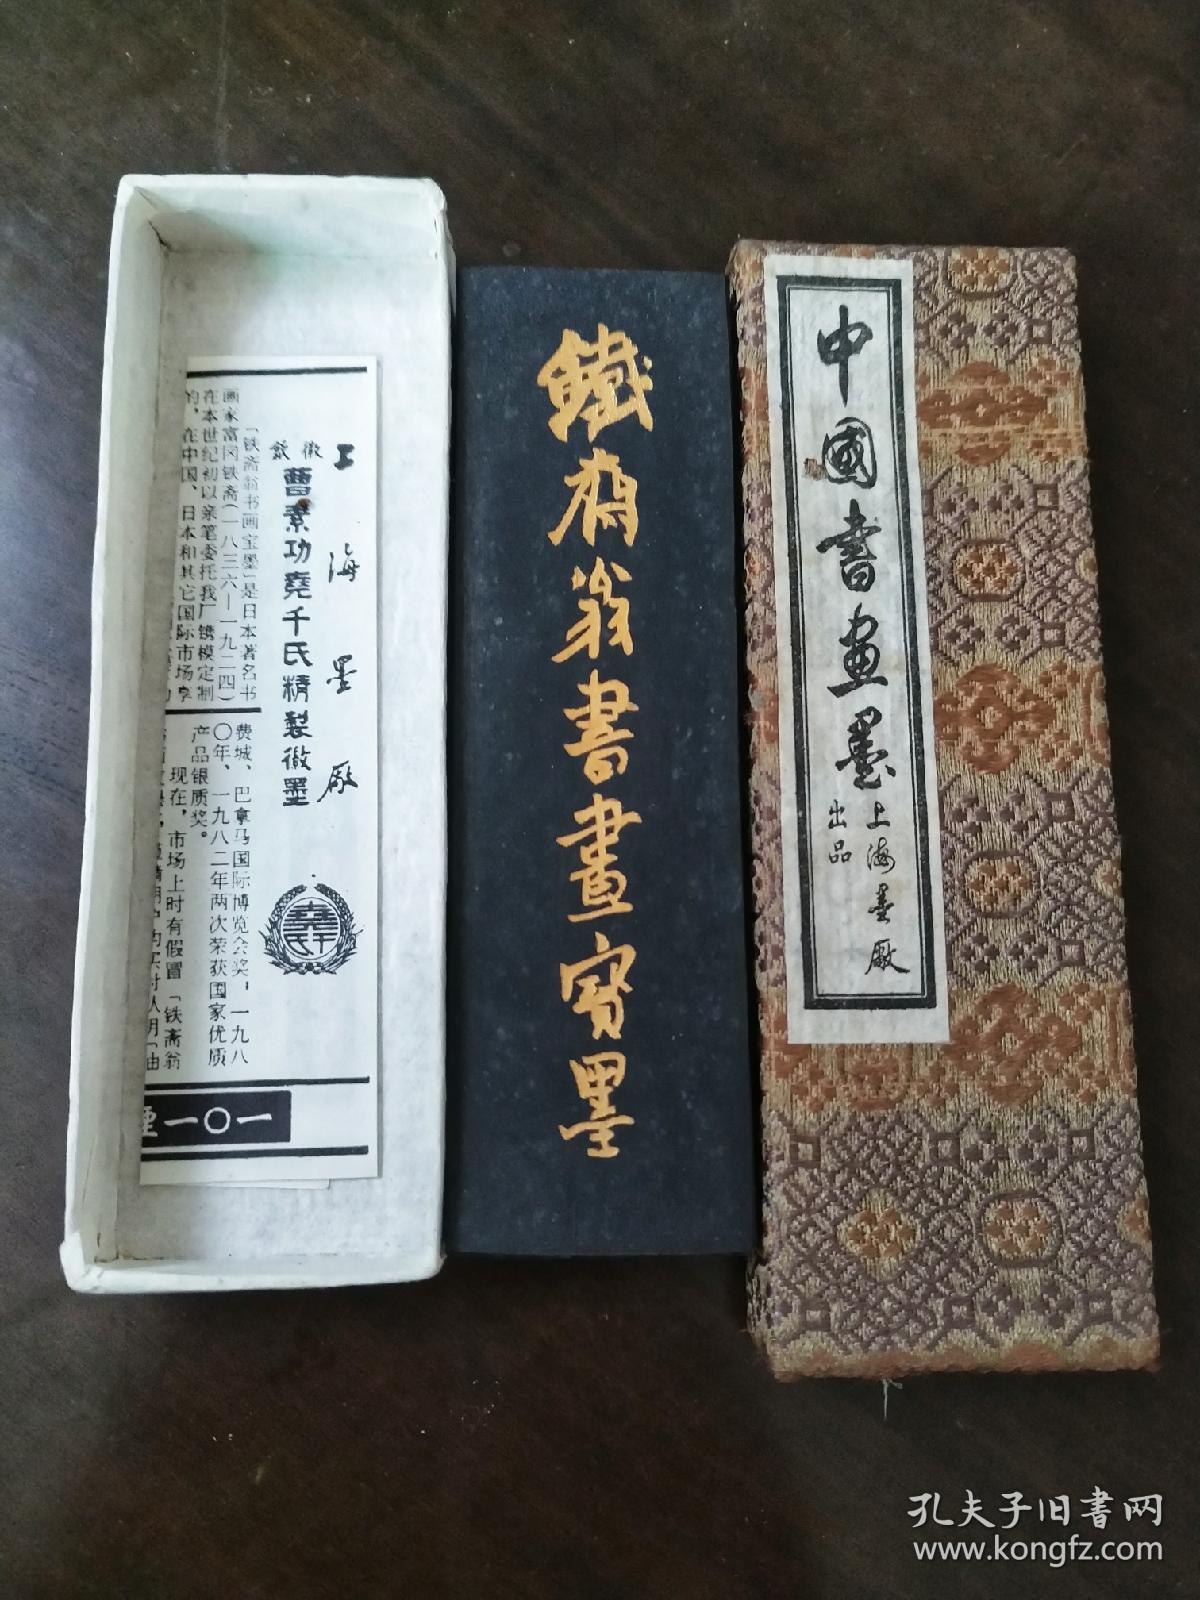 中國書畫墨
上海墨厰
出品
鐵斎翁書畫寳墨
上海墨厰
徽歙
曹素功堯千氏精製徽墨
堯千氏
「铁斋翁书画宝墨」是日本著名书
画家富冈铁斋(一八三六—一九二四)
在本世纪初以亲笔委托我厂镌模定制
的，在中国、日本和其它国际市场享
费城、巴拿马国际博览会奖，一九八
〇年、一九八二年两次荣获国家优质
产品银质奖。
现在，市场上时有假冒「铁斋翁
一〇一
孔夫子旧书网
www.kongfz.com